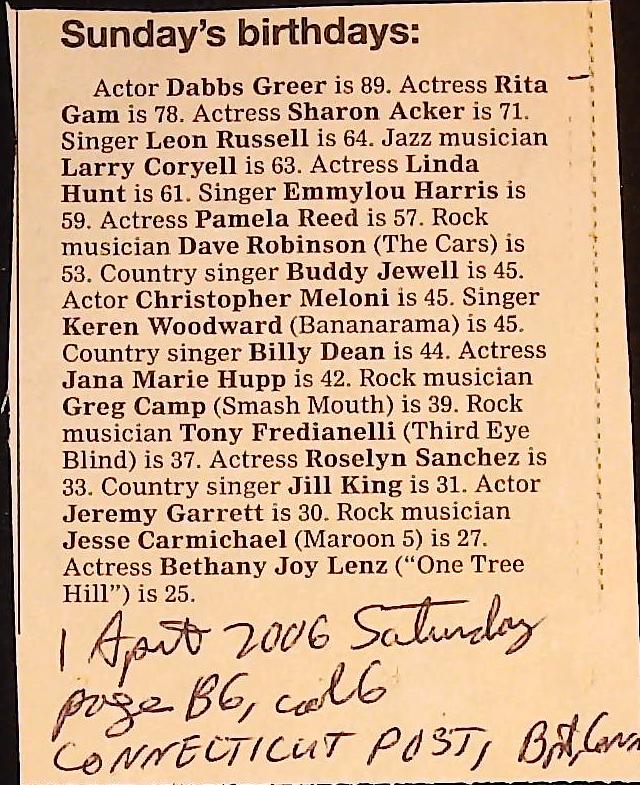 Sunday's birthdays:
Actor Dabbs Greer is 89. Actress Rita
Gam is 78. Actress Sharon Acker is 71.
Singer Leon Russell is 64. Jazz musician
Larry Coryell is 63. Actress Linda
Hunt is 61. Singer Emmylou Harris is
59. Actress Pamela Reed is 57. Rock
musician Dave Robinson (The Cars) is
53. Country singer Buddy Jewell is 45.
Actor Christopher Meloni is 45. Singer
Keren Woodward (Bananarama) is 45.
Country singer Billy Dean is 44. Actress
Jana Marie Hupp is 42. Rock musician
Greg Camp (Smash Mouth) is 39. Rock
musician Tony Fredianelli (Third Eye
Blind) is 37. Actress Roselyn Sanchez is
33. Country singer Jill King is 31. Actor
Jeremy Garrett is 30. Rock musician
Jesse Carmichael (Maroon 5) is 27.
Actress Bethany Joy Lenz ("One Tree
Hill") is 25.
1 April 2006 Saturday
page B6, col 6
CONNECTICUT POST, Bpt, Conn